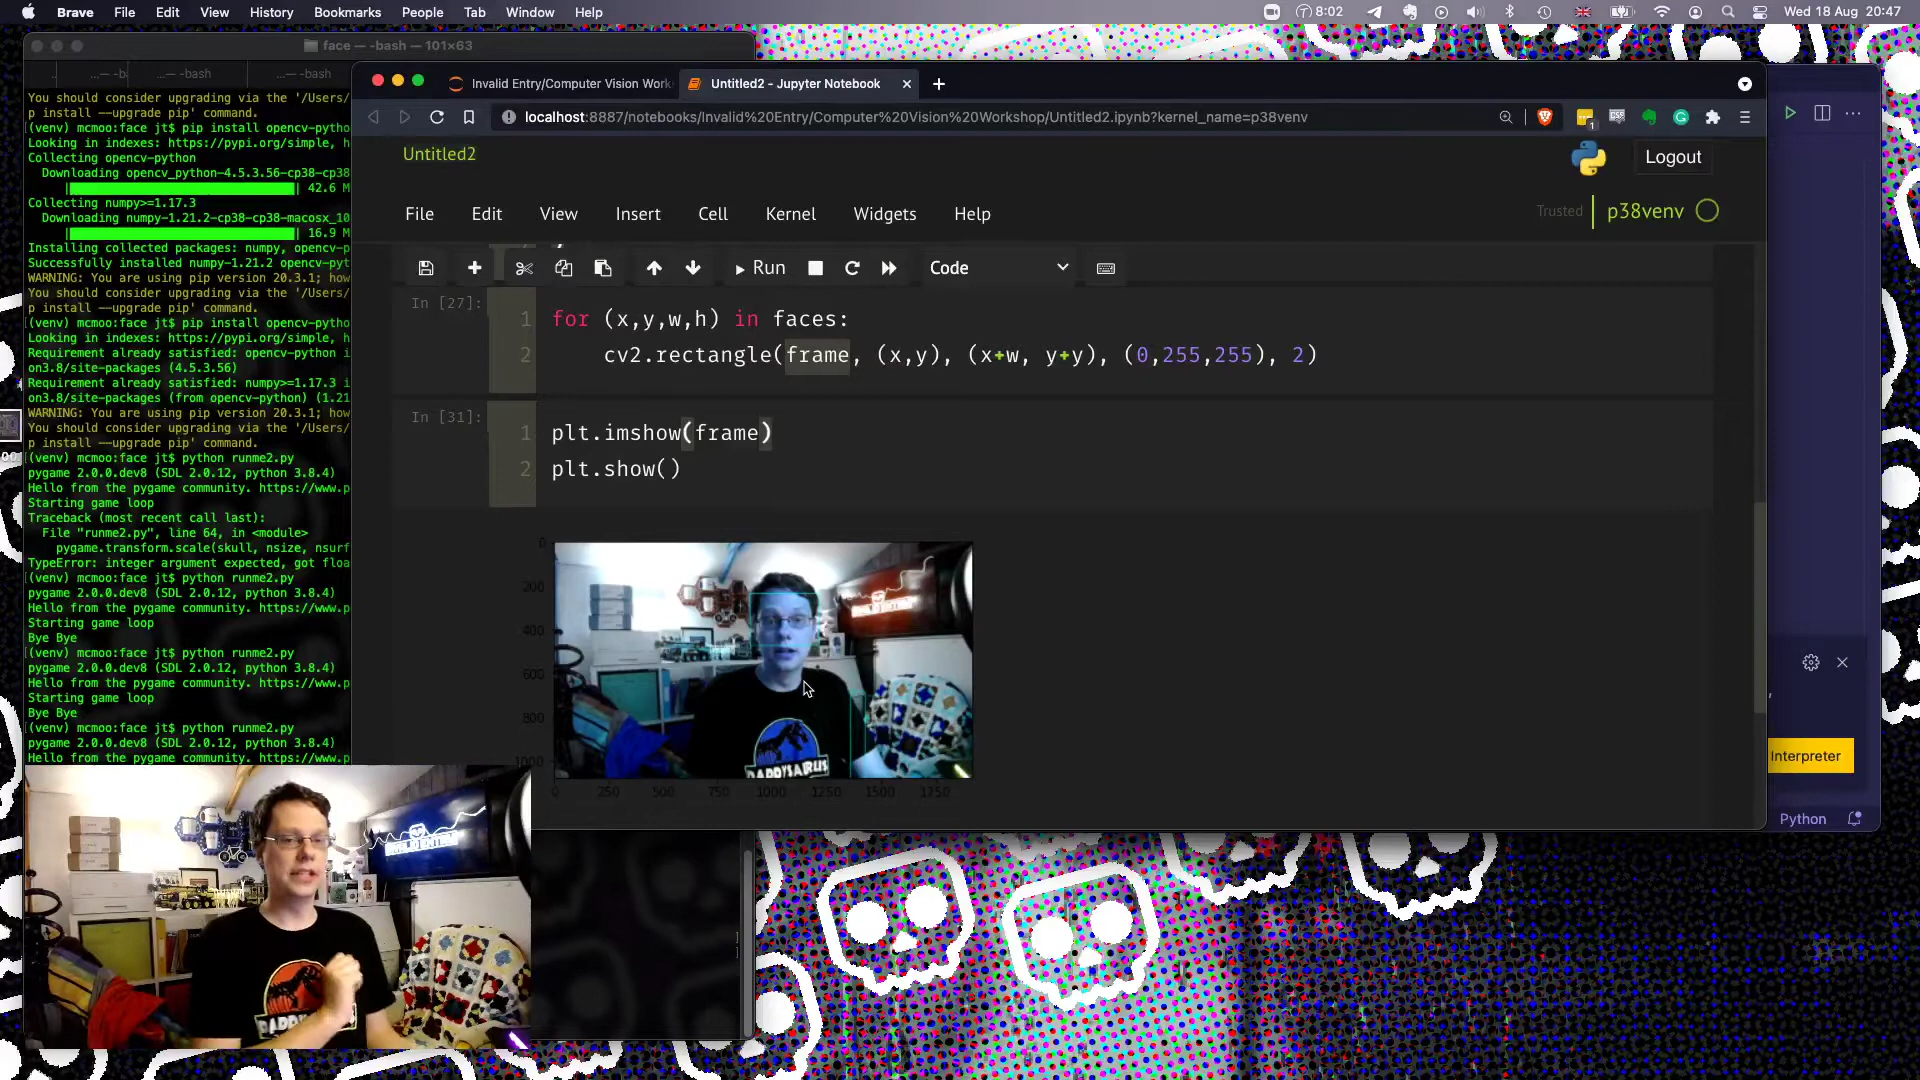 Brave File Edit View History Bookmarks People Tab Window Help 8:02 Wed 18 Aug 20:47
face — -bash — 101×63
...— -b ...— -bash ...— -bash
You should consider upgrading via the '/Users/
p install --upgrade pip' command.
(venv) mcmoo:face jt$ pip install opencv-pytho
Looking in indexes: https://pypi.org/simple, h
Collecting opencv-python
Downloading opencv_python-4.5.3.56-cp38-cp38
42.6 M
Collecting numpy>=1.17.3
Downloading numpy-1.21.2-cp38-cp38-macosx_10
16.9 M
Installing collected packages: numpy, opencv-p
Successfully installed numpy-1.21.2 opencv-pyt
WARNING: You are using pip version 20.3.1; how
You should consider upgrading via the '/Users/
p install --upgrade pip' command.
(venv) mcmoo:face jt$ pip install opencv-pytho
Looking in indexes: https://pypi.org/simple, h
Requirement already satisfied: opencv-python i
on3.8/site-packages (4.5.3.56)
Requirement already satisfied: numpy>=1.17.3 i
on3.8/site-packages (from opencv-python) (1.21
WARNING: You are using pip version 20.3.1; how
You should consider upgrading via the '/Users/
p install --upgrade pip' command.
(venv) mcmoo:face jt$ python runme2.py
pygame 2.0.0.dev8 (SDL 2.0.12, python 3.8.4)
Hello from the pygame community. https://www.p
Starting game loop
Traceback (most recent call last):
File "runme2.py", line 64, in <module>
pygame.transform.scale(skull, nsize, nsurf
TypeError: integer argument expected, got floa
(venv) mcmoo:face jt$ python runme2.py
pygame 2.0.0.dev8 (SDL 2.0.12, python 3.8.4)
Hello from the pygame community. https://www.p
Starting game loop
Bye Bye
(venv) mcmoo:face jt$ python runme2.py
pygame 2.0.0.dev8 (SDL 2.0.12, python 3.8.4)
Hello from the pygame community. https://www.p
Starting game loop
Bye Bye
(venv) mcmoo:face jt$ python runme2.py
pygame 2.0.0.dev8 (SDL 2.0.12, python 3.8.4)
Hello from the pygame community. https://www.p
Invalid Entry/Computer Vision Work Untitled2 - Jupyter Notebook
localhost:8887/notebooks/Invalid%20Entry/Computer%20Vision%20Workshop/Untitled2.ipynb?kernel_name=p38venv
Untitled2 Logout
File Edit View Insert Cell Kernel Widgets Help Trusted p38venv
Run Code
In [27]: 1 for (x,y,w,h) in faces:
2 cv2.rectangle(frame, (x,y), (x+w, y+y), (0,255,255), 2)
In [31]: 1 plt.imshow(frame)
2 plt.show()
0
200
400
600
800
1000
0 250 500 750 1000 1250 1500 1750
DADDYSAURUS
Interpreter
Python
INVALID ENTRY